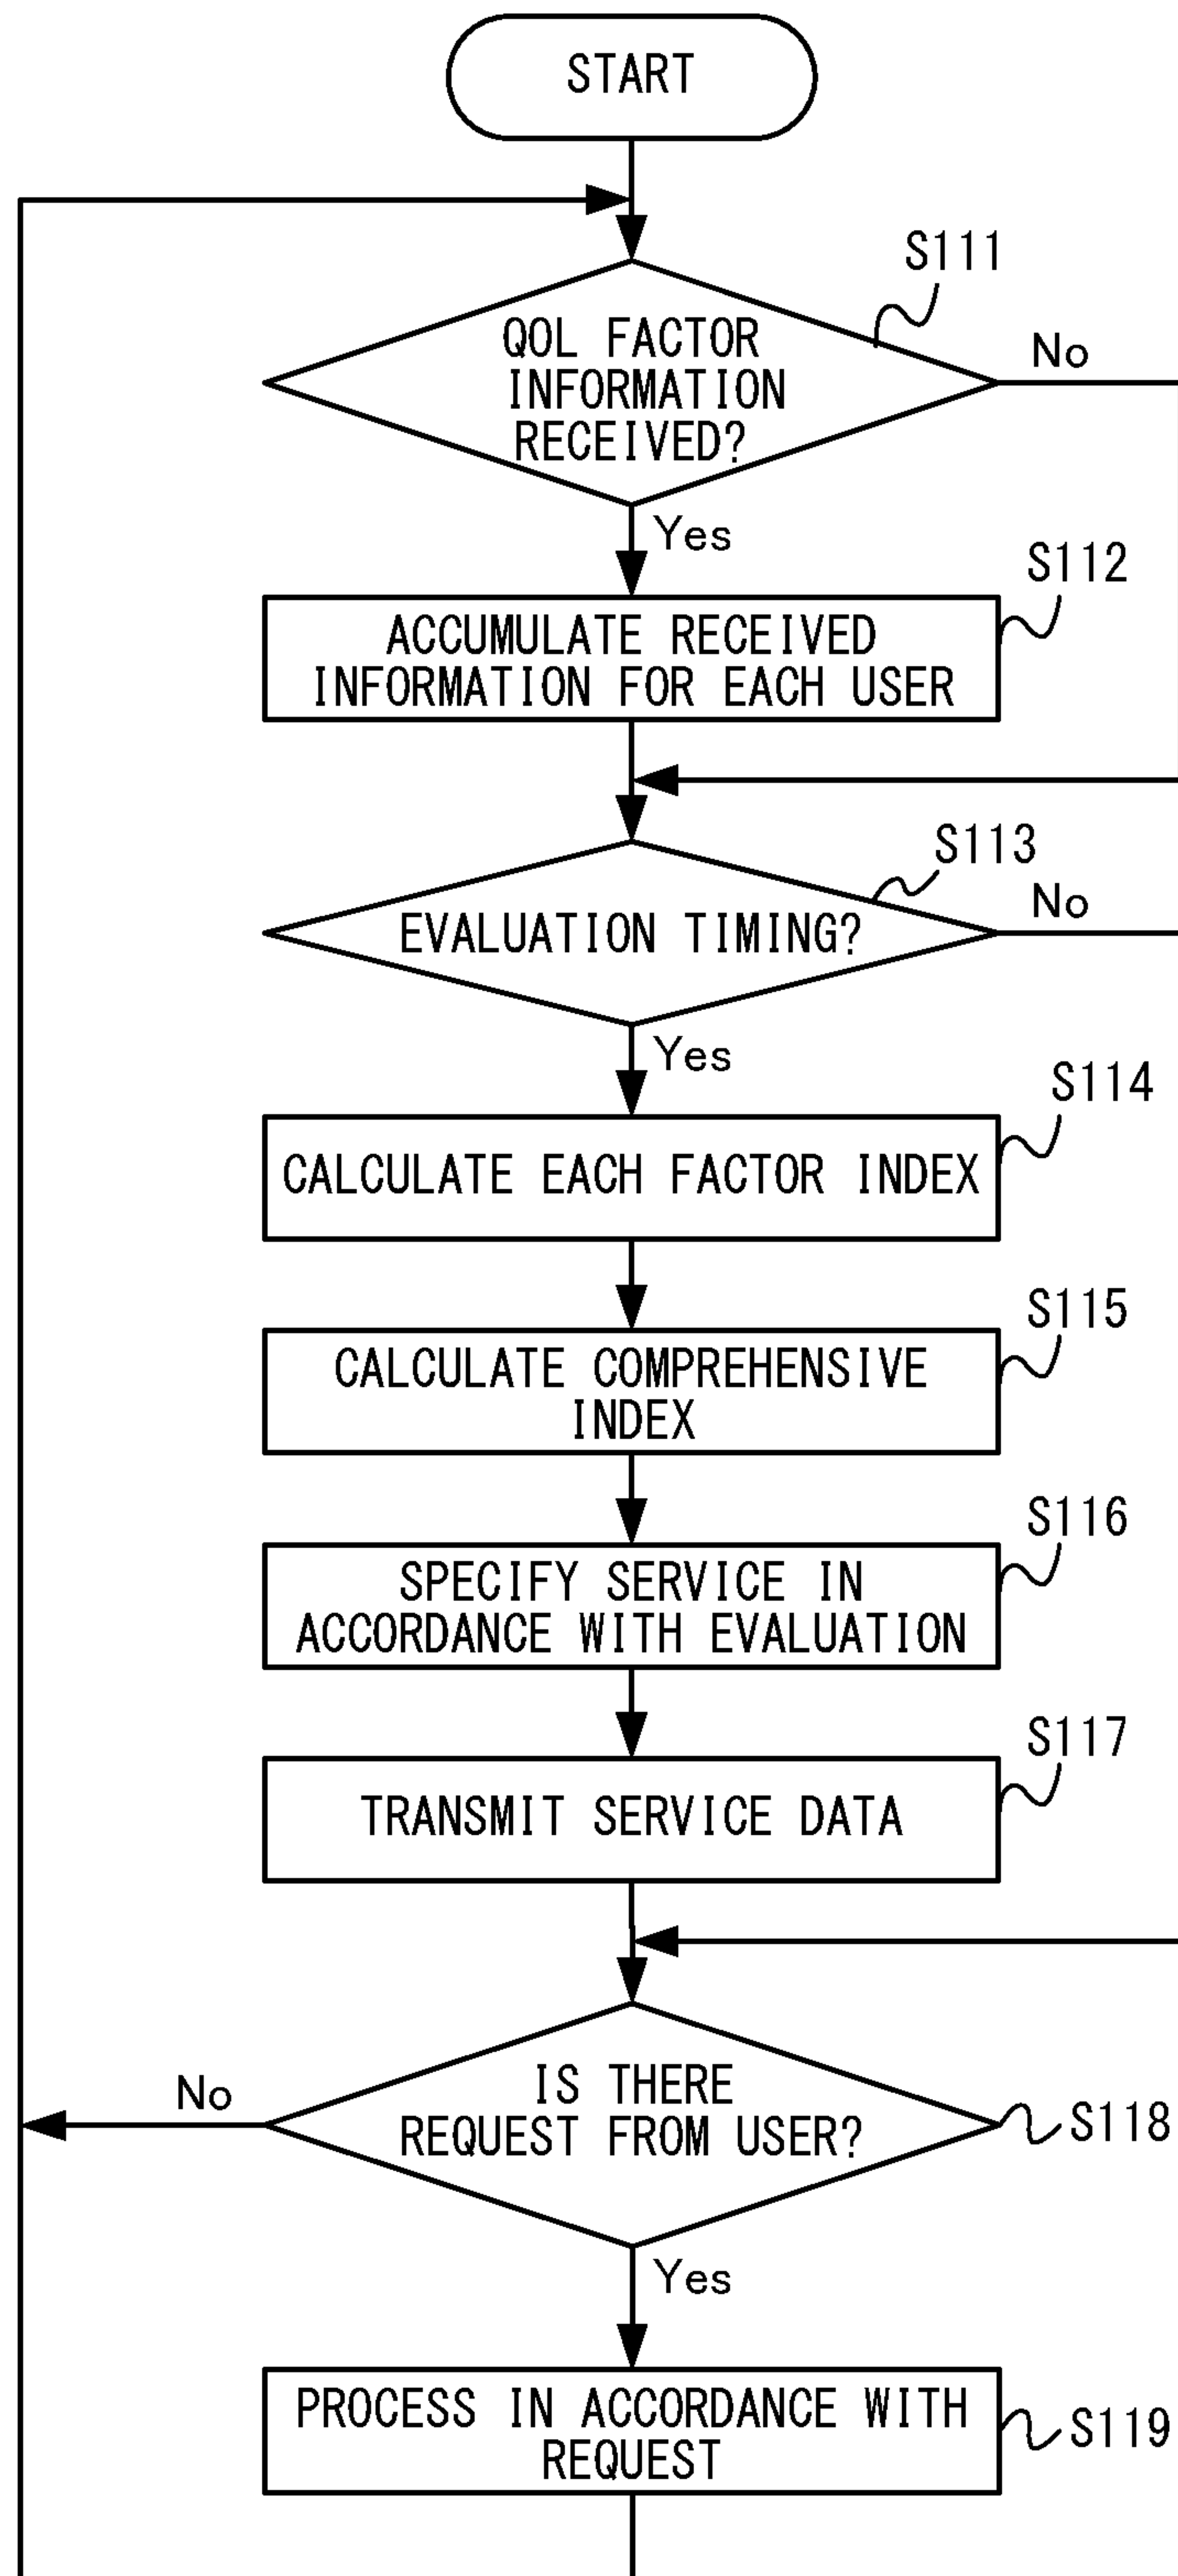 START
S111
QOL FACTOR
INFORMATION
RECEIVED?
No
Yes
S112
ACCUMULATE RECEIVED
INFORMATION FOR EACH USER
S113
EVALUATION TIMING?
No
Yes
S114
CALCULATE EACH FACTOR INDEX
S115
CALCULATE COMPREHENSIVE
INDEX
S116
SPECIFY SERVICE IN
ACCORDANCE WITH EVALUATION
S117
TRANSMIT SERVICE DATA
IS THERE
REQUEST FROM USER?
No
S118
Yes
PROCESS IN ACCORDANCE WITH
REQUEST
S119